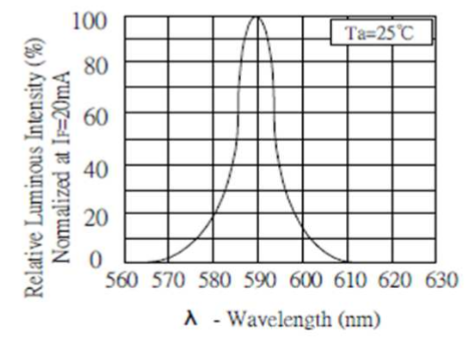 Relative Luminous Intensity (%)
Normalized at IF=20mA
100
80
60
40
20
0
Ta=25℃
560 570 580 590 600 610 620 630
λ - Wavelength (nm)